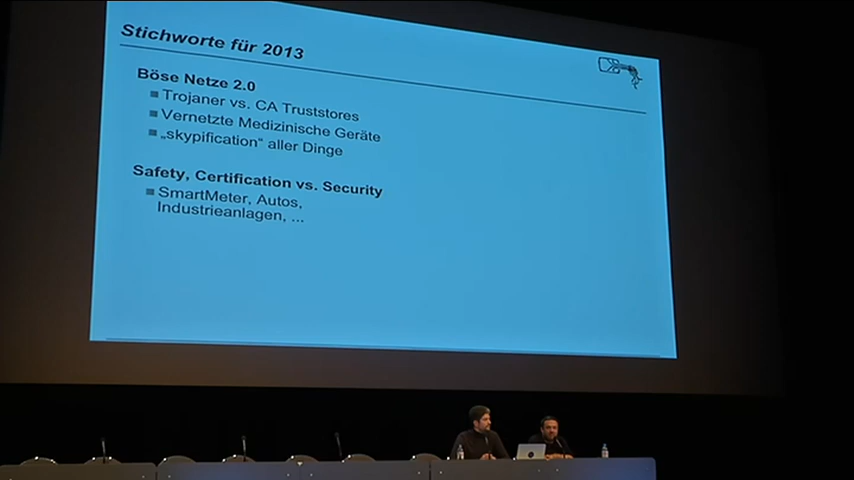 Stichworte für 2013
Böse Netze 2.0
Trojaner vs. CA Truststores
Vernetzte Medizinische Geräte
„skypification“ aller Dinge
Safety, Certification vs. Security
SmartMeter, Autos,
Industrieanlagen, ...